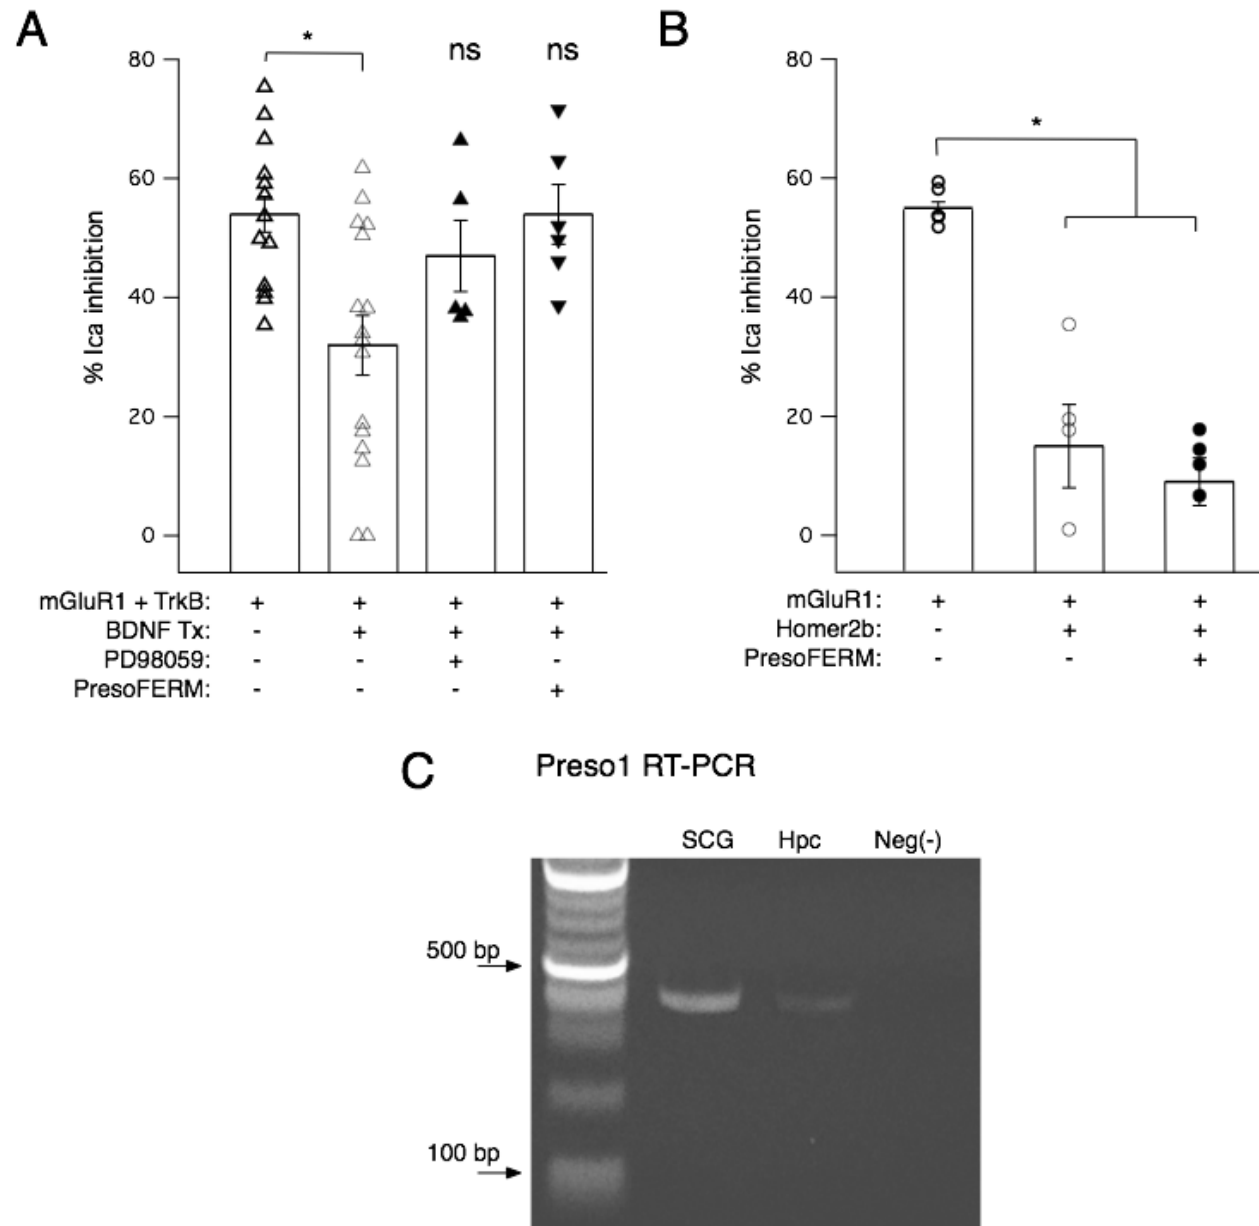 A
B
* ns ns
*
80
60
40
20
0
% Ica inhibition
80
60
40
20
0
% Ica inhibition
mGluR1 + TrkB: + + + +
BDNF Tx: - + + +
PD98059: - - + -
PresoFERM: - - - +
mGluR1: + + +
Homer2b: - + +
PresoFERM: - - +
C Preso1 RT-PCR
SCG Hpc Neg(-)
500 bp
100 bp